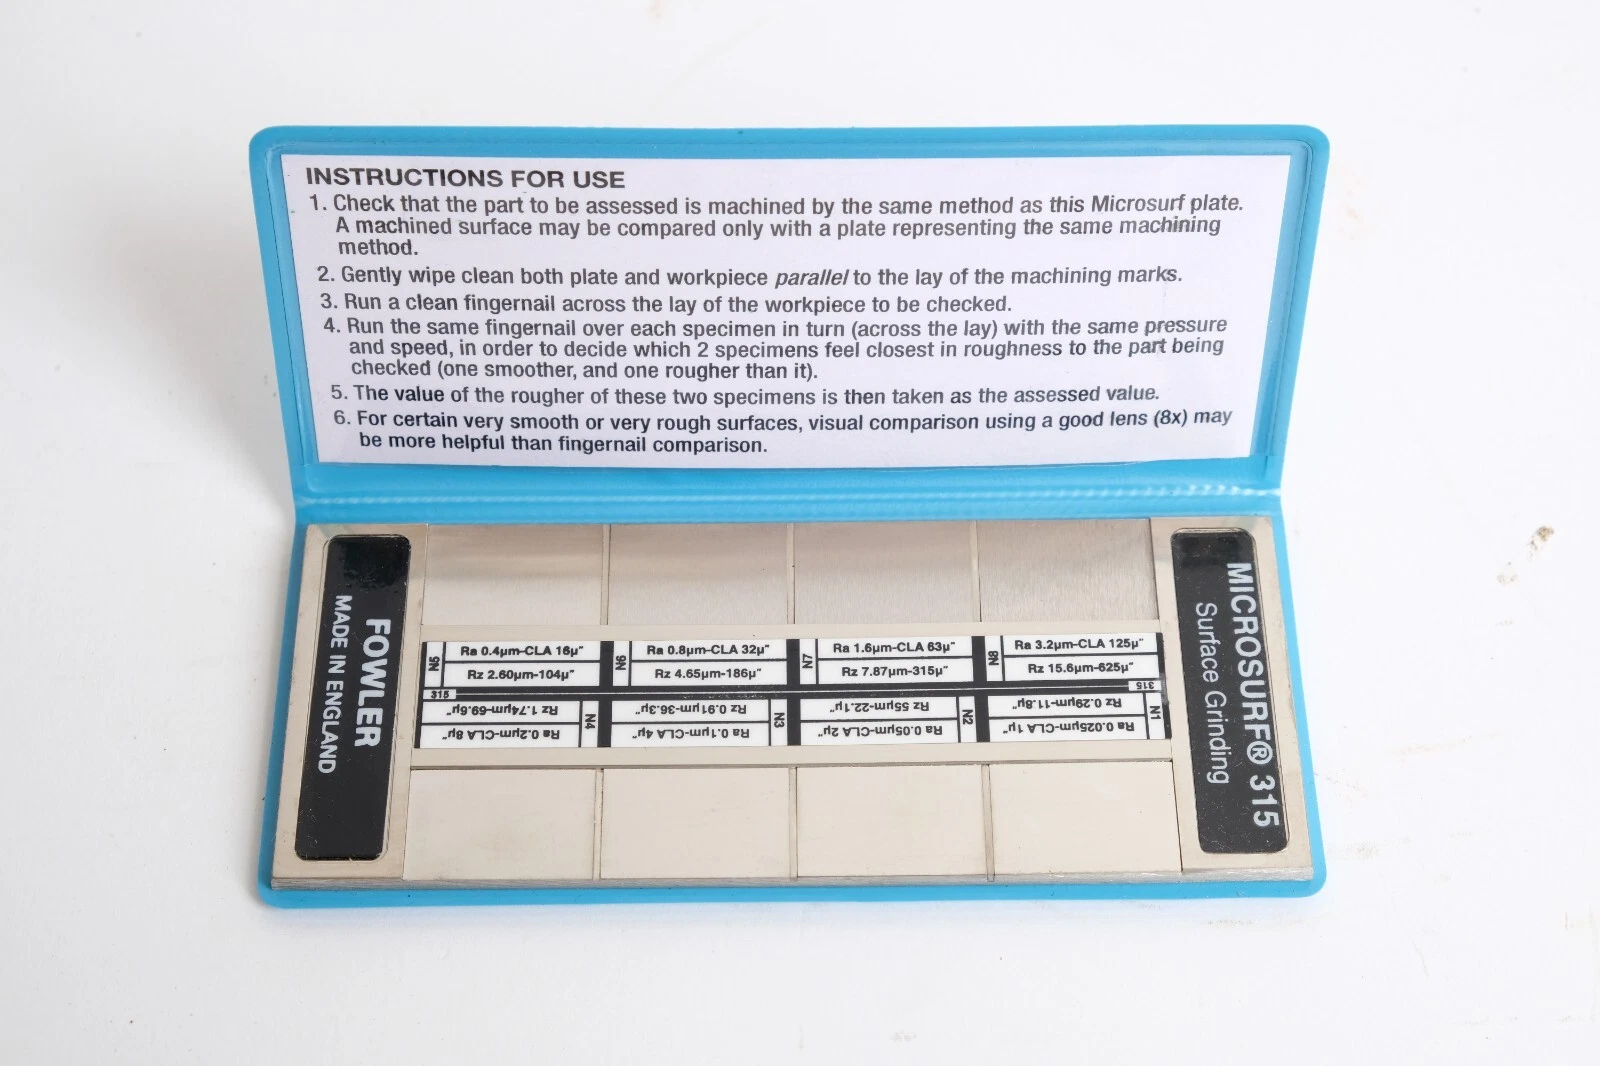 INSTRUCTIONS FOR USE
1. Check that the part to be assessed is machined by the same method as this Microsurf plate.
A machined surface may be compared only with a plate representing the same machining
method.
2. Gently wipe clean both plate and workpiece parallel to the lay of the machining marks.
3. Run a clean fingernail across the lay of the workpiece to be checked.
4. Run the same fingernail over each specimen in turn (across the lay) with the same pressure
and speed, in order to decide which 2 specimens feel closest in roughness to the part being
checked (one smoother, and one rougher than it).
5. The value of the rougher of these two specimens is then taken as the assessed value.
6. For certain very smooth or very rough surfaces, visual comparison using a good lens (8x) may
be more helpful than fingernail comparison.
FOWLER
MADE IN ENGLAND
N5
Ra 0.4µm-CLA 16µ"
Rz 2.60µm-104µ"
N6
Ra 0.8µm-CLA 32µ"
Rz 4.65µm-186µ"
N7
Ra 1.6µm-CLA 63µ"
Rz 7.87µm-315µ"
N8
Ra 3.2µm-CLA 125µ"
Rz 15.6µm-625µ"
315
315
N1
Ra 0.025µm-CLA 1µ"
Rz 0.29µm-11.6µ"
N2
Ra 0.05µm-CLA 2µ"
Rz 55µm-22.1µ"
N3
Ra 0.1µm-CLA 4µ"
Rz 0.91µm-36.3µ"
N4
Ra 0.2µm-CLA 8µ"
Rz 1.74µm-69.6µ"
MICROSURF® 315
Surface Grinding